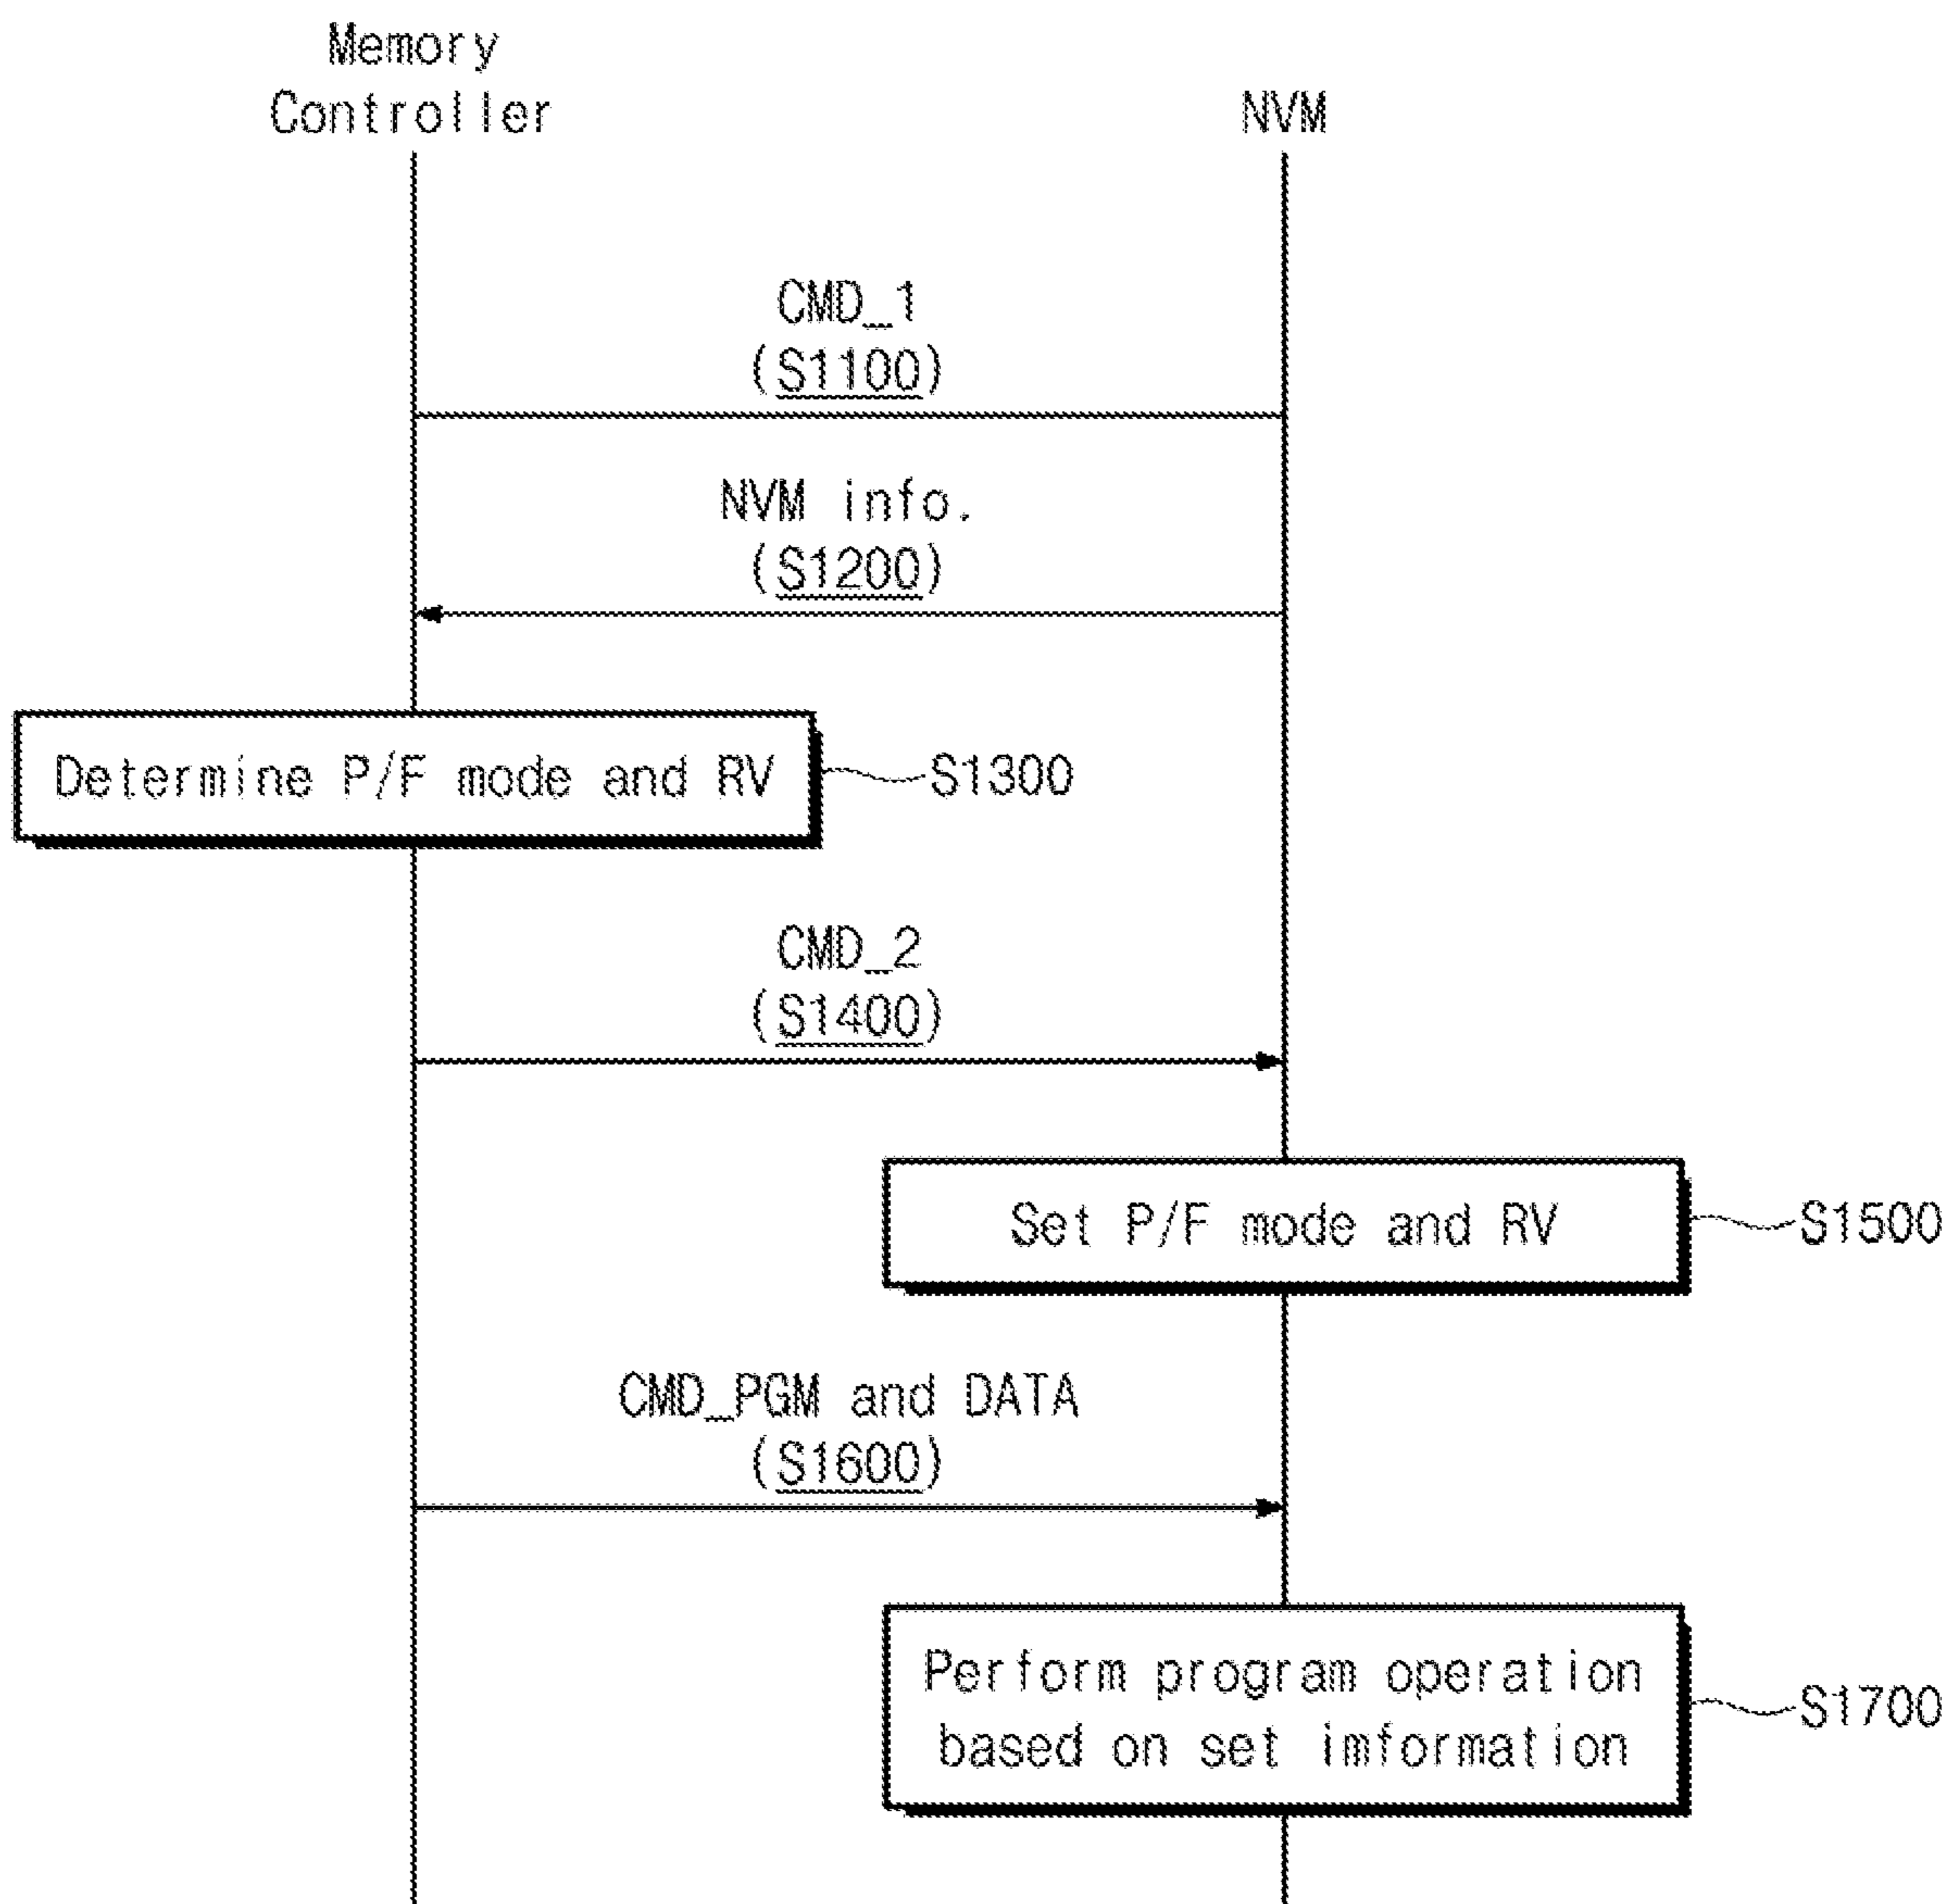 Memory
Controller
NVM
CMD_1
(S1100)
NVM info.
(S1200)
Determine P/F mode and RV
S1300
CMD_2
(S1400)
Set P/F mode and RV
S1500
CMD_PGM and DATA
(S1600)
Perform program operation
based on set imformation
S1700